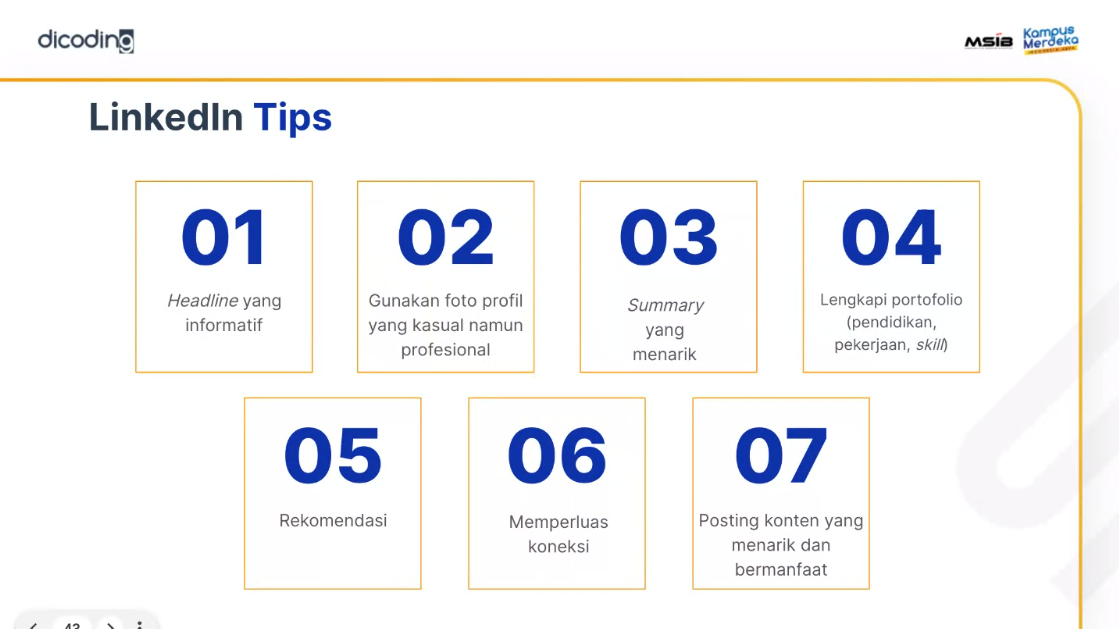 dicoding
MSIB
Kampus
Merdeka
LinkedIn Tips
01
Headline yang
informatif
02
Gunakan foto profil
yang kasual namun
profesional
03
Summary
yang
menarik
04
Lengkapi portofolio
(pendidikan,
pekerjaan, skill)
05
Rekomendasi
06
Memperluas
koneksi
07
Posting konten yang
menarik dan
bermanfaat
43